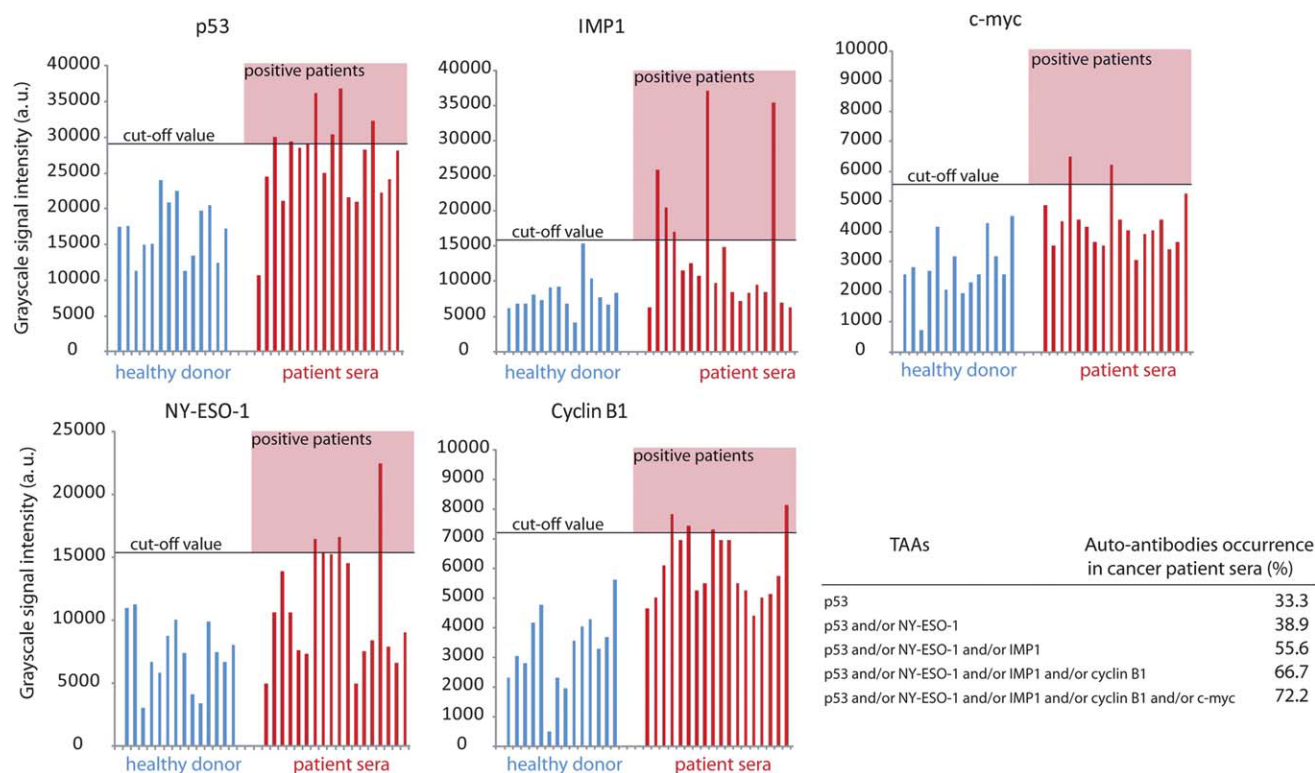 p53
Grayscale signal intensity (a. u.)
40000
35000
30000
25000
20000
15000
10000
5000
0
positive patients
cut-off value
healthy donor
patient sera
IMP1
40000
35000
30000
25000
20000
15000
10000
5000
0
positive patients
cut-off value
healthy donor
patient sera
c-myc
10000
9000
8000
7000
6000
5000
4000
3000
2000
1000
0
positive patients
cut-off value
healthy donor
patient sera
NY-ESO-1
Grayscale signal intensity (a. u.)
25000
20000
15000
10000
5000
0
positive patients
cut-off value
healthy donor
patient sera
Cyclin B1
10000
9000
8000
7000
6000
5000
4000
3000
2000
1000
0
positive patients
cut-off value
healthy donor
patient sera
TAAs Auto-antibodies occurrence
in cancer patient sera (%)
p53 33.3
p53 and/or NY-ESO-1 38.9
p53 and/or NY-ESO-1 and/or IMP1 55.6
p53 and/or NY-ESO-1 and/or IMP1 and/or cyclin B1 66.7
p53 and/or NY-ESO-1 and/or IMP1 and/or cyclin B1 and/or c-myc 72.2